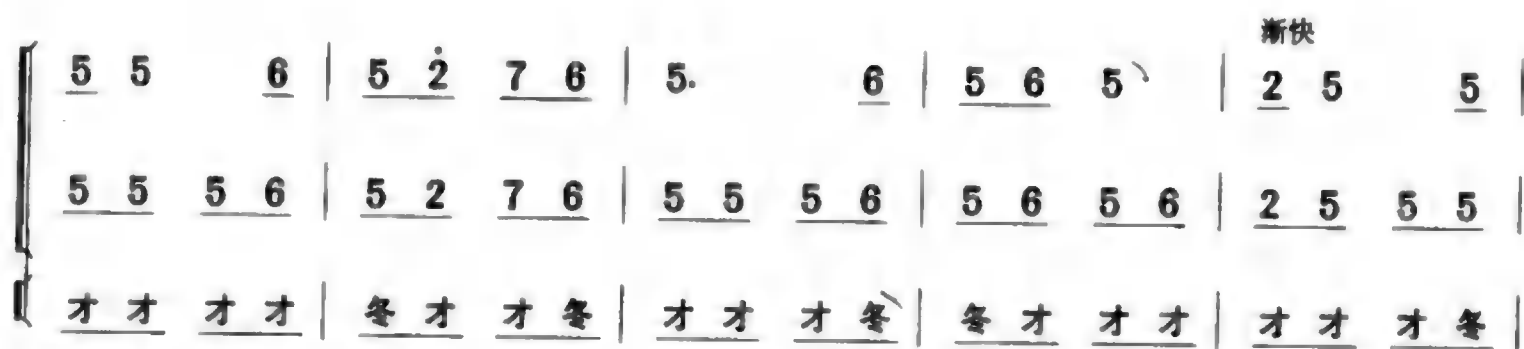 渐快
5 5 6 | 5 2̇ 7 6 | 5. 6 | 5 6 5 | 2 5 5 |
5 5 5 6 | 5 2 7 6 | 5 5 5 6 | 5 6 5 6 | 2 5 5 5 |
才 才 才 才 | 冬 才 才 冬 | 才 才 才 冬 | 冬 才 才 才 | 才 才 才 冬 |